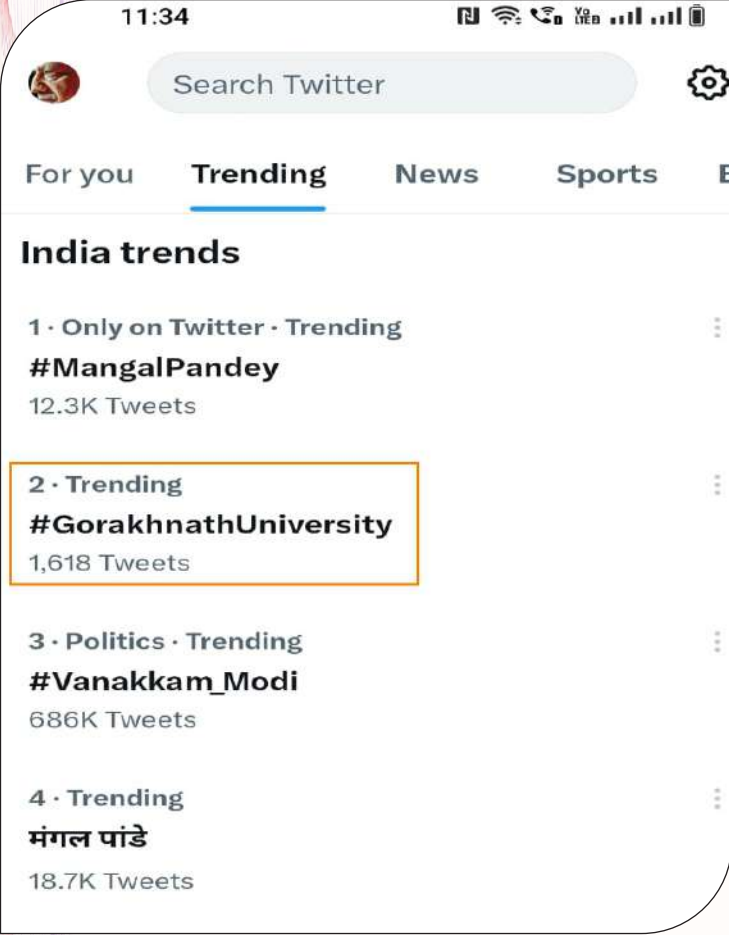 11:34
Search Twitter
For you Trending News Sports
India trends
1 · Only on Twitter · Trending
#MangalPandey
12.3K Tweets
2 · Trending
#GorakhnathUniversity
1,618 Tweets
3 · Politics · Trending
#Vanakkam_Modi
686K Tweets
4 · Trending
मंगल पांडे
18.7K Tweets